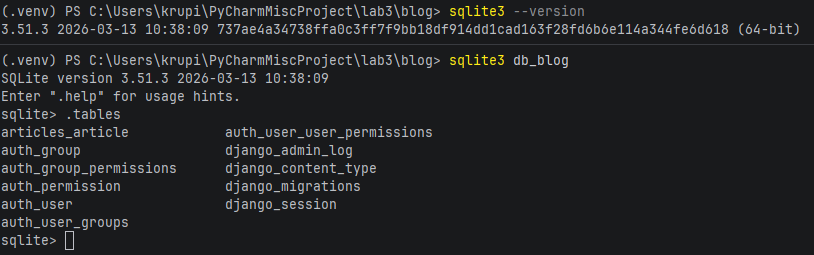 (.venv) PS C:\Users\krupi\PyCharmMiscProject\lab3\blog> sqlite3 --version
3.51.3 2026-03-13 10:38:09 737ae4a34738ffa0c3ff7f9bb18df914dd1cad163f28fd6b6e114a344fe6d618 (64-bit)
(.venv) PS C:\Users\krupi\PyCharmMiscProject\lab3\blog> sqlite3 db_blog
SQLite version 3.51.3 2026-03-13 10:38:09
Enter ".help" for usage hints.
sqlite> .tables
articles_article            auth_user_user_permissions
auth_group                  django_admin_log
auth_group_permissions      django_content_type
auth_permission             django_migrations
auth_user                   django_session
auth_user_groups
sqlite>